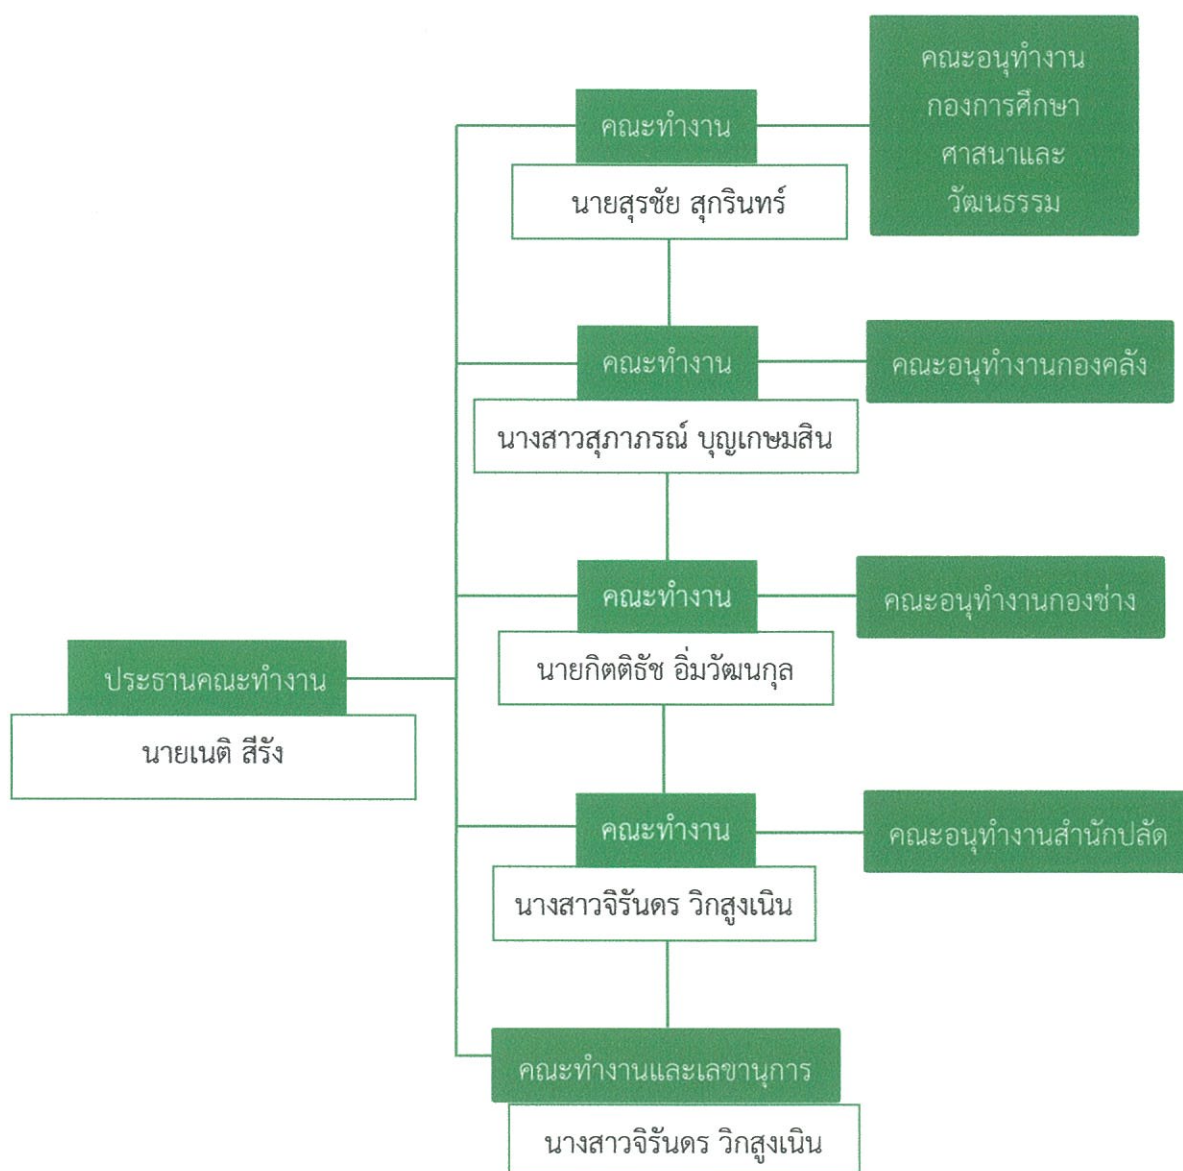 คณะทำงาน
นายสุรชัย สุกรินทร์
คณะอนุทำงาน
กองการศึกษา
ศาสนาและ
วัฒนธรรม
คณะทำงาน
นางสาวสุภาภรณ์ บุญเกษมสิน
คณะอนุทำงานกองคลัง
คณะทำงาน
นายกิตติธัช อิ่มวัฒนกุล
คณะอนุทำงานกองช่าง
ประธานคณะทำงาน
นายเนติ สีรัง
คณะทำงาน
นางสาวจิรันดร วิกสูงเนิน
คณะอนุทำงานสำนักปลัด
คณะทำงานและเลขานุการ
นางสาวจิรันดร วิกสูงเนิน